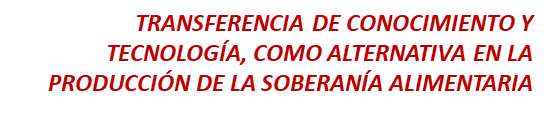 TRANSFERENCIA DE CONOCIMIENTO Y
TECNOLOGÍA, COMO ALTERNATIVA EN LA
PRODUCCIÓN DE LA SOBERANÍA ALIMENTARIA